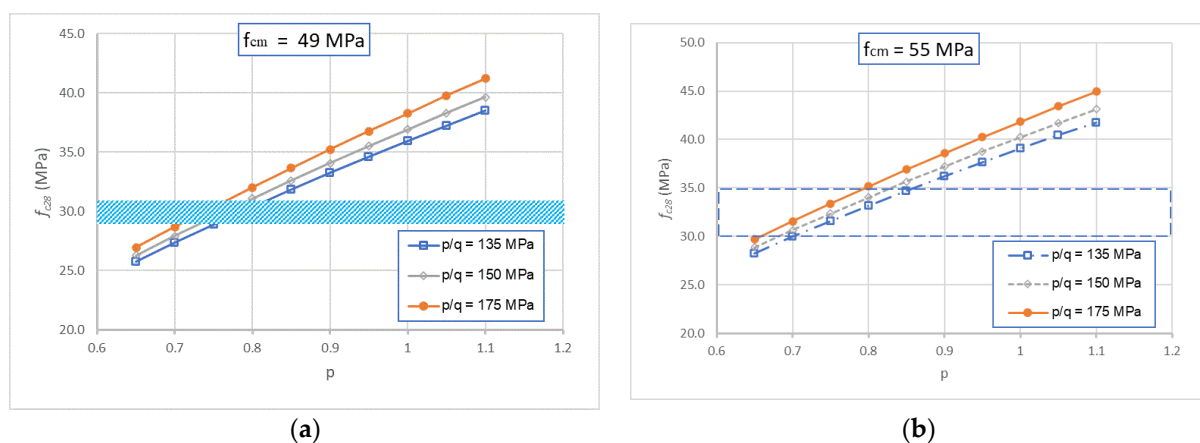 fcm = 49 MPa
45.0
40.0
35.0
30.0
25.0
20.0
fc28 (MPa)
0.6 0.7 0.8 0.9 1 1.1 1.2
p
p/q = 135 MPa
p/q = 150 MPa
p/q = 175 MPa
(a)
fcm = 55 MPa
50.0
45.0
40.0
35.0
30.0
25.0
20.0
fc28 (MPa)
0.6 0.7 0.8 0.9 1 1.1 1.2
p
p/q = 135 MPa
p/q = 150 MPa
p/q = 175 MPa
(b)